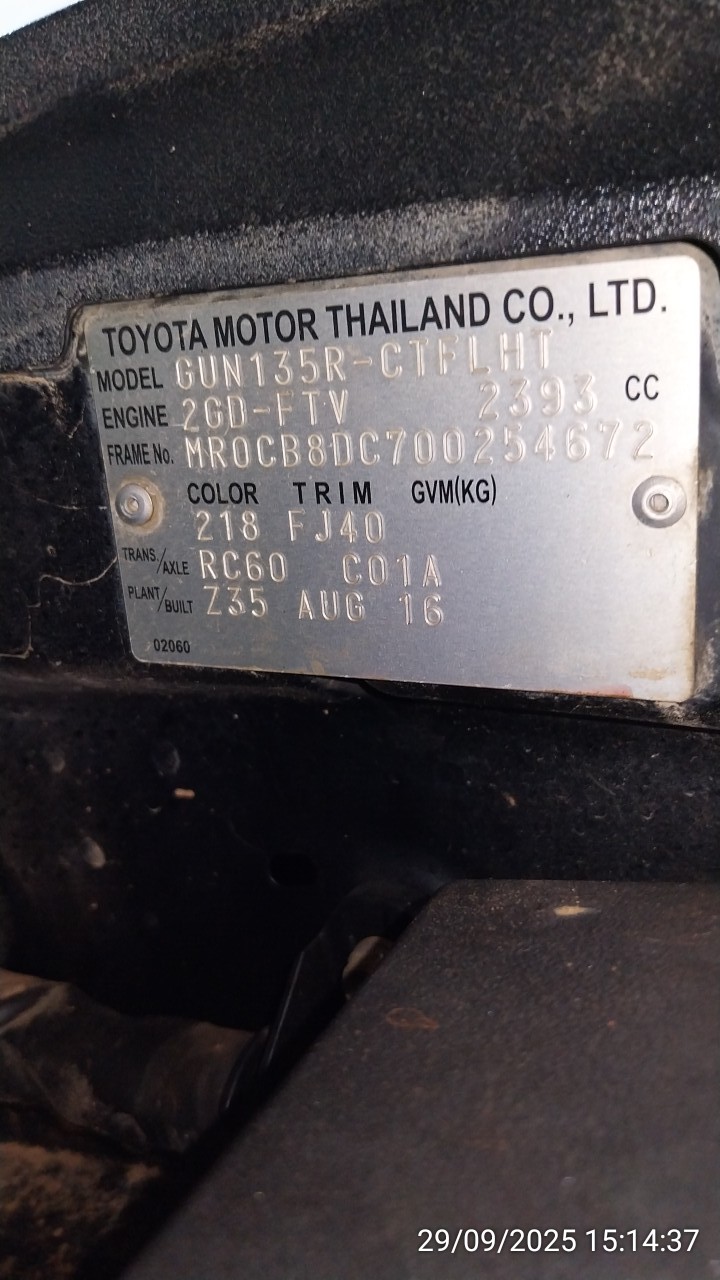 TOYOTA MOTOR THAILAND CO., LTD.
MODEL GUN135R-CTFLHT
ENGINE 2GD-FTV 2393 CC
FRAME No. MR0CB8DC700254672
COLOR TRIM GVM(KG)
218 FJ40
TRANS./AXLE RC60 C01A
PLANT/BUILT Z35 AUG 16
02060
29/09/2025 15:14:37